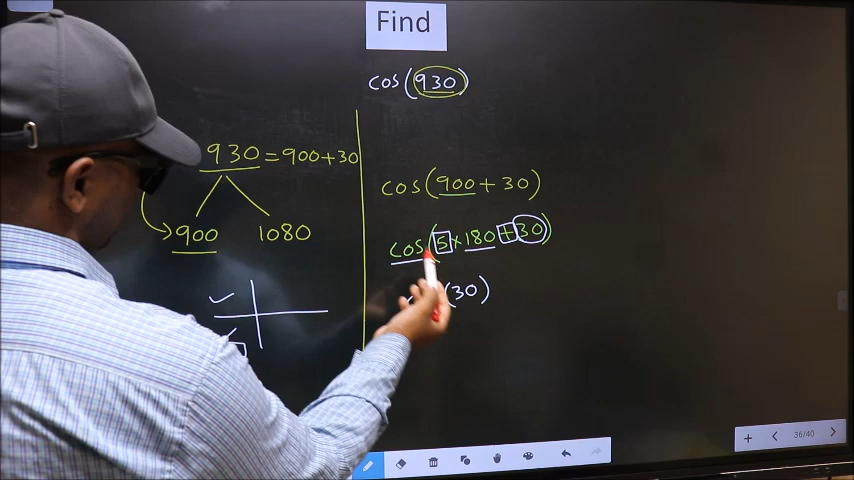 Find
cos(930)
930 = 900+30
900 1080
cos(900 + 30)
cos(5 × 180 + 30)
(30)
36/40